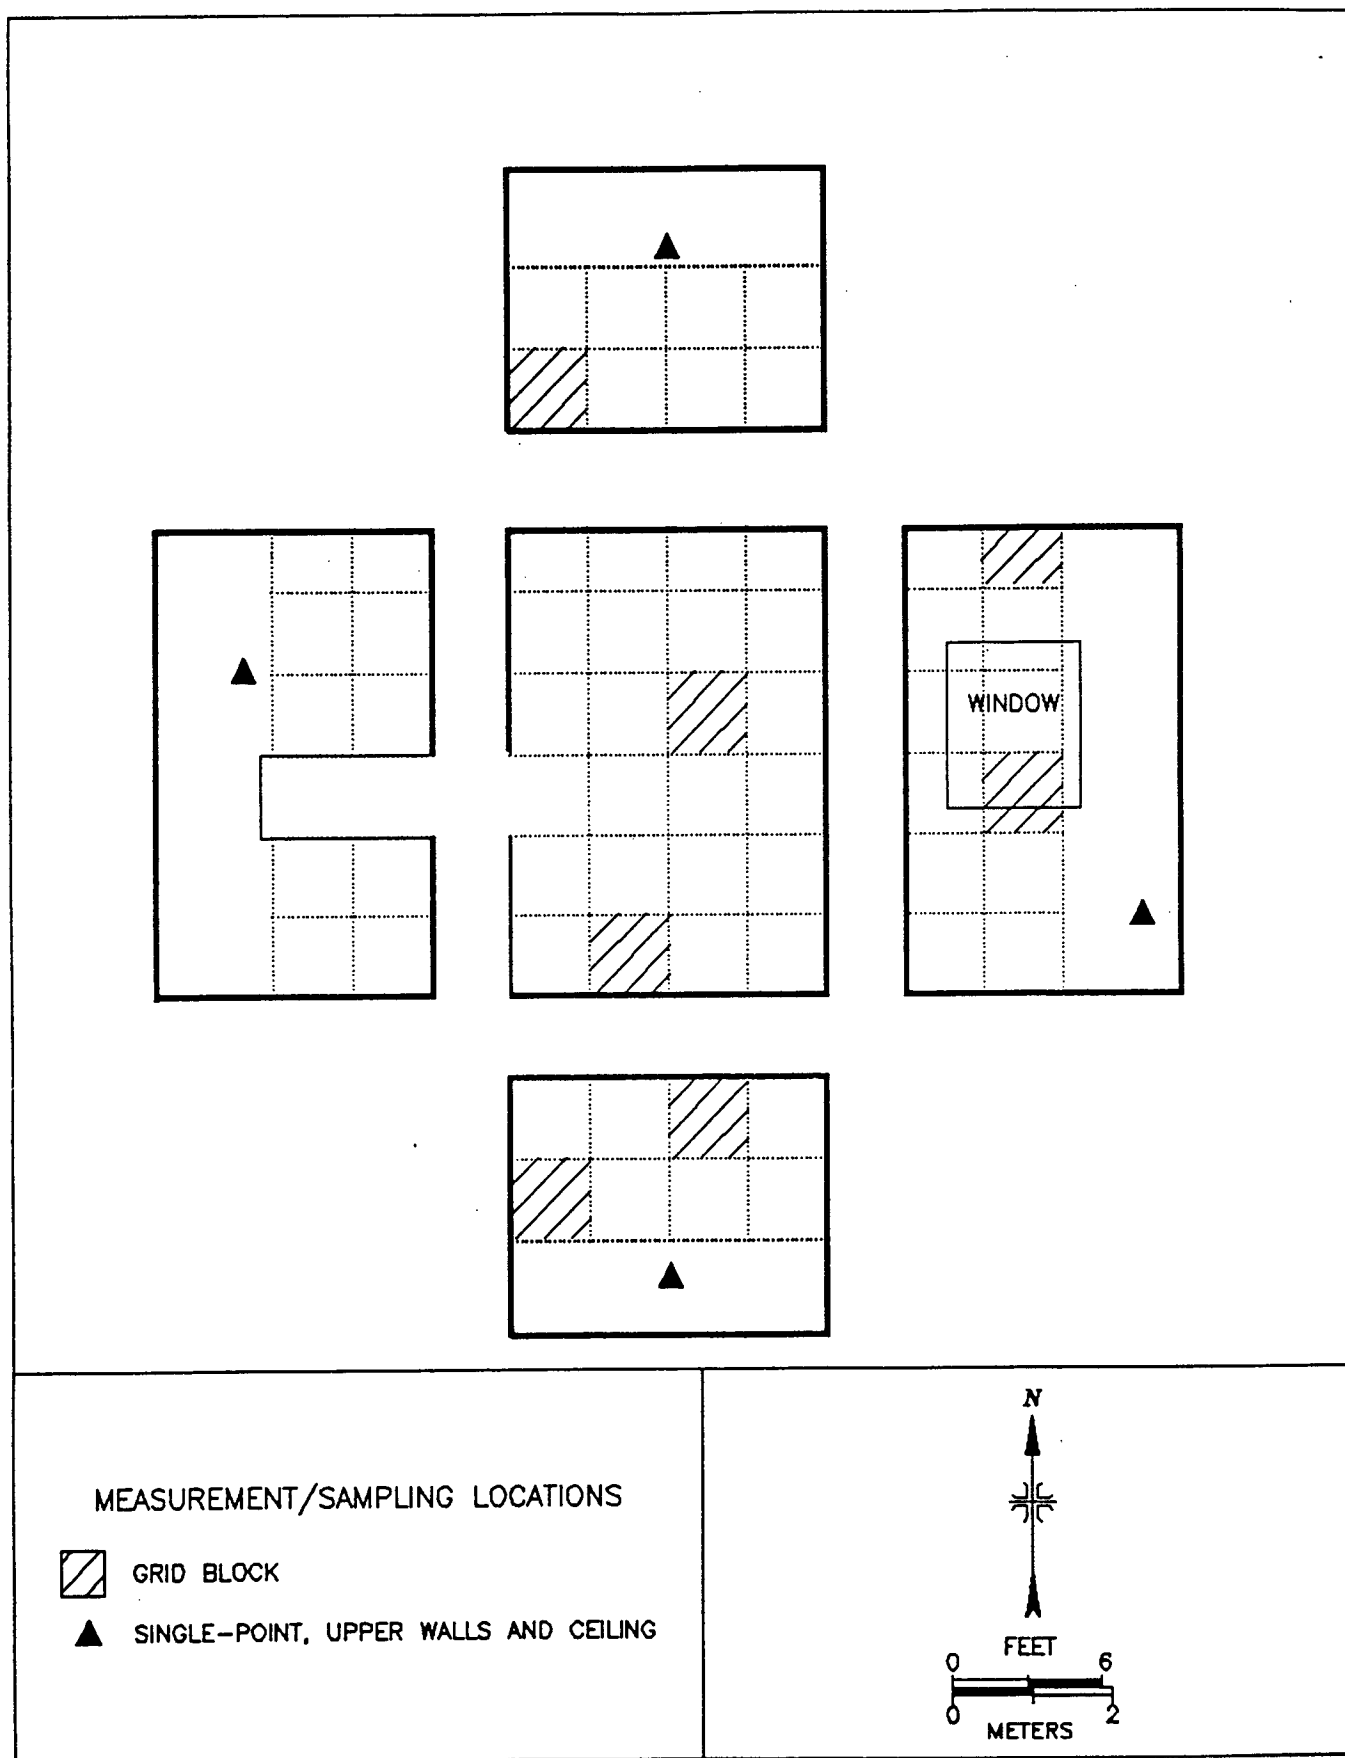 WINDOW
MEASUREMENT/SAMPLING LOCATIONS
GRID BLOCK
SINGLE-POINT, UPPER WALLS AND CEILING
N
FEET
0 6
0 2
METERS